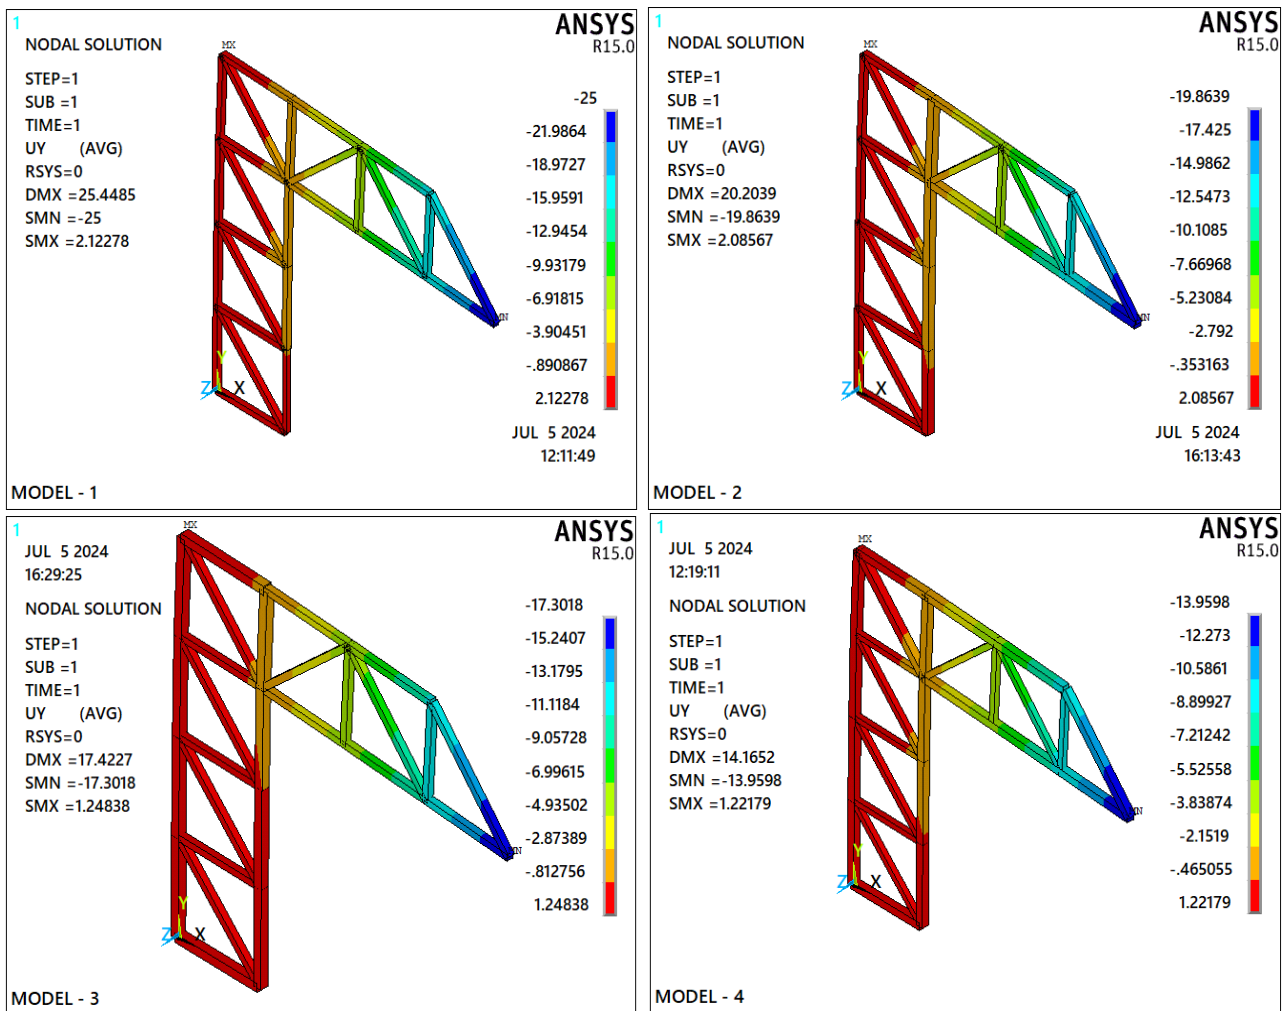 1
NODAL SOLUTION
STEP=1
SUB =1
TIME=1
UY (AVG)
RSYS=0
DMX =25.4485
SMN =-25
SMX =2.12278
MX
MN
ANSYS
R15.0
-25
-21.9864
-18.9727
-15.9591
-12.9454
-9.93179
-6.91815
-3.90451
-.890867
2.12278
JUL 5 2024
12:11:49
Y
Z X
MODEL - 1
1
NODAL SOLUTION
STEP=1
SUB =1
TIME=1
UY (AVG)
RSYS=0
DMX =20.2039
SMN =-19.8639
SMX =2.08567
MX
MN
ANSYS
R15.0
-19.8639
-17.425
-14.9862
-12.5473
-10.1085
-7.66968
-5.23084
-2.792
-.353163
2.08567
JUL 5 2024
16:13:43
Y
Z X
MODEL - 2
1
JUL 5 2024
16:29:25
NODAL SOLUTION
STEP=1
SUB =1
TIME=1
UY (AVG)
RSYS=0
DMX =17.4227
SMN =-17.3018
SMX =1.24838
MX
MN
ANSYS
R15.0
-17.3018
-15.2407
-13.1795
-11.1184
-9.05728
-6.99615
-4.93502
-2.87389
-.812756
1.24838
Y
Z X
MODEL - 3
1
JUL 5 2024
12:19:11
NODAL SOLUTION
STEP=1
SUB =1
TIME=1
UY (AVG)
RSYS=0
DMX =14.1652
SMN =-13.9598
SMX =1.22179
MX
MN
ANSYS
R15.0
-13.9598
-12.273
-10.5861
-8.89927
-7.21242
-5.52558
-3.83874
-2.1519
-.465055
1.22179
Y
Z X
MODEL - 4